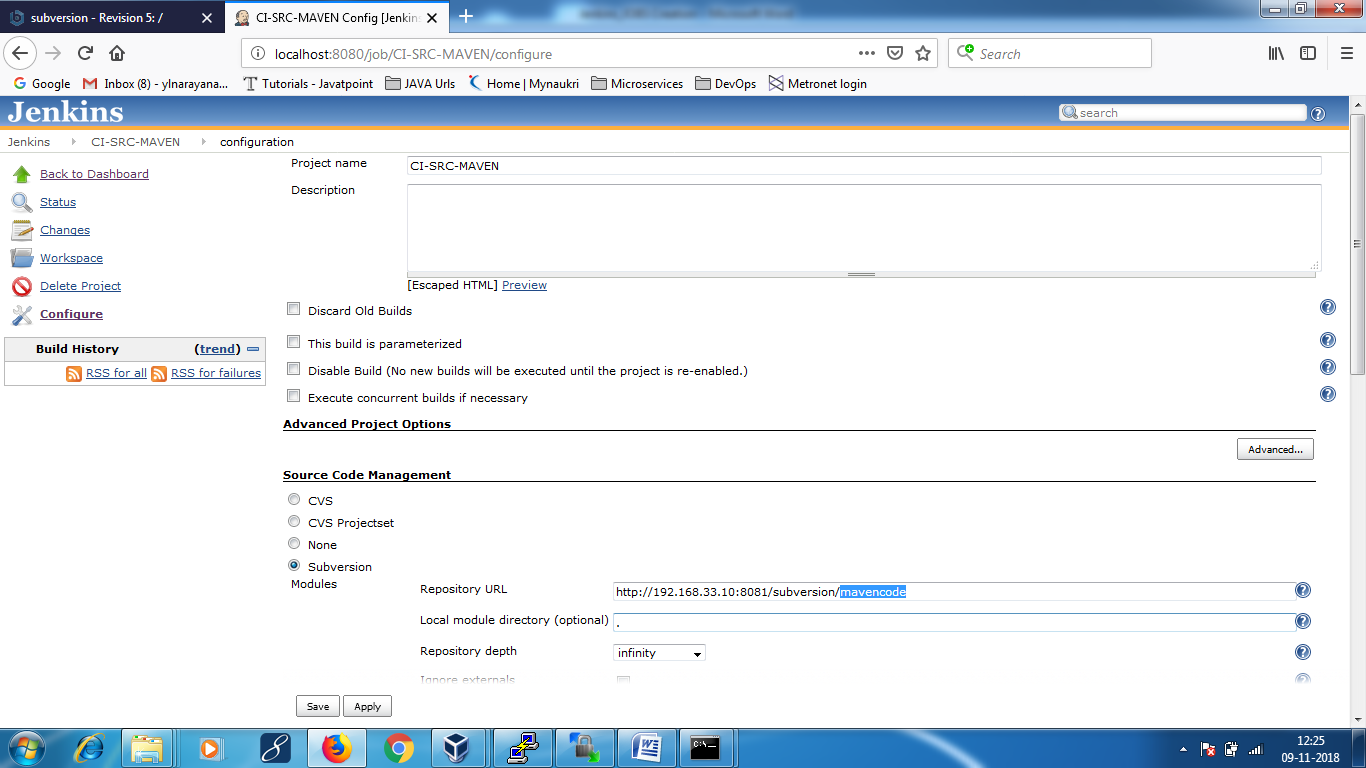 subversion - Revision 5: /
CI-SRC-MAVEN Config [Jenkins
localhost:8080/job/CI-SRC-MAVEN/configure
Search
Google
Inbox (8) - ylnarayana...
Tutorials - Javatpoint
JAVA Urls
Home | Mynaukri
Microservices
DevOps
Metronet login
Jenkins
search
Jenkins
CI-SRC-MAVEN
configuration
Back to Dashboard
Status
Changes
Workspace
Delete Project
Configure
Build History (trend)
RSS for all RSS for failures
Project name CI-SRC-MAVEN
Description
[Escaped HTML] Preview
Discard Old Builds
This build is parameterized
Disable Build (No new builds will be executed until the project is re-enabled.)
Execute concurrent builds if necessary
Advanced Project Options
Advanced...
Source Code Management
CVS
CVS Projectset
None
Subversion
Modules
Repository URL http://192.168.33.10:8081/subversion/mavencode
Local module directory (optional) .
Repository depth infinity
Ignore externals
Save Apply
12:25
09-11-2018